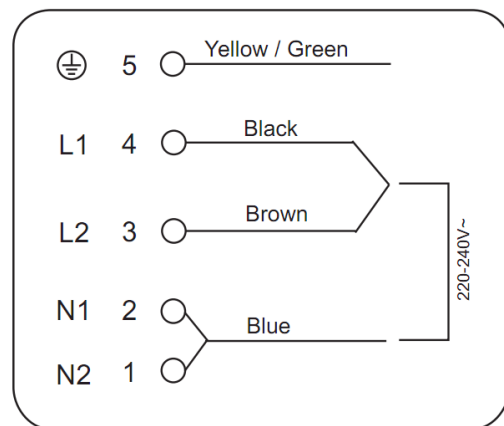 5 Yellow / Green
L1 4 Black
L2 3 Brown
N1 2
Blue
N2 1
220-240V~